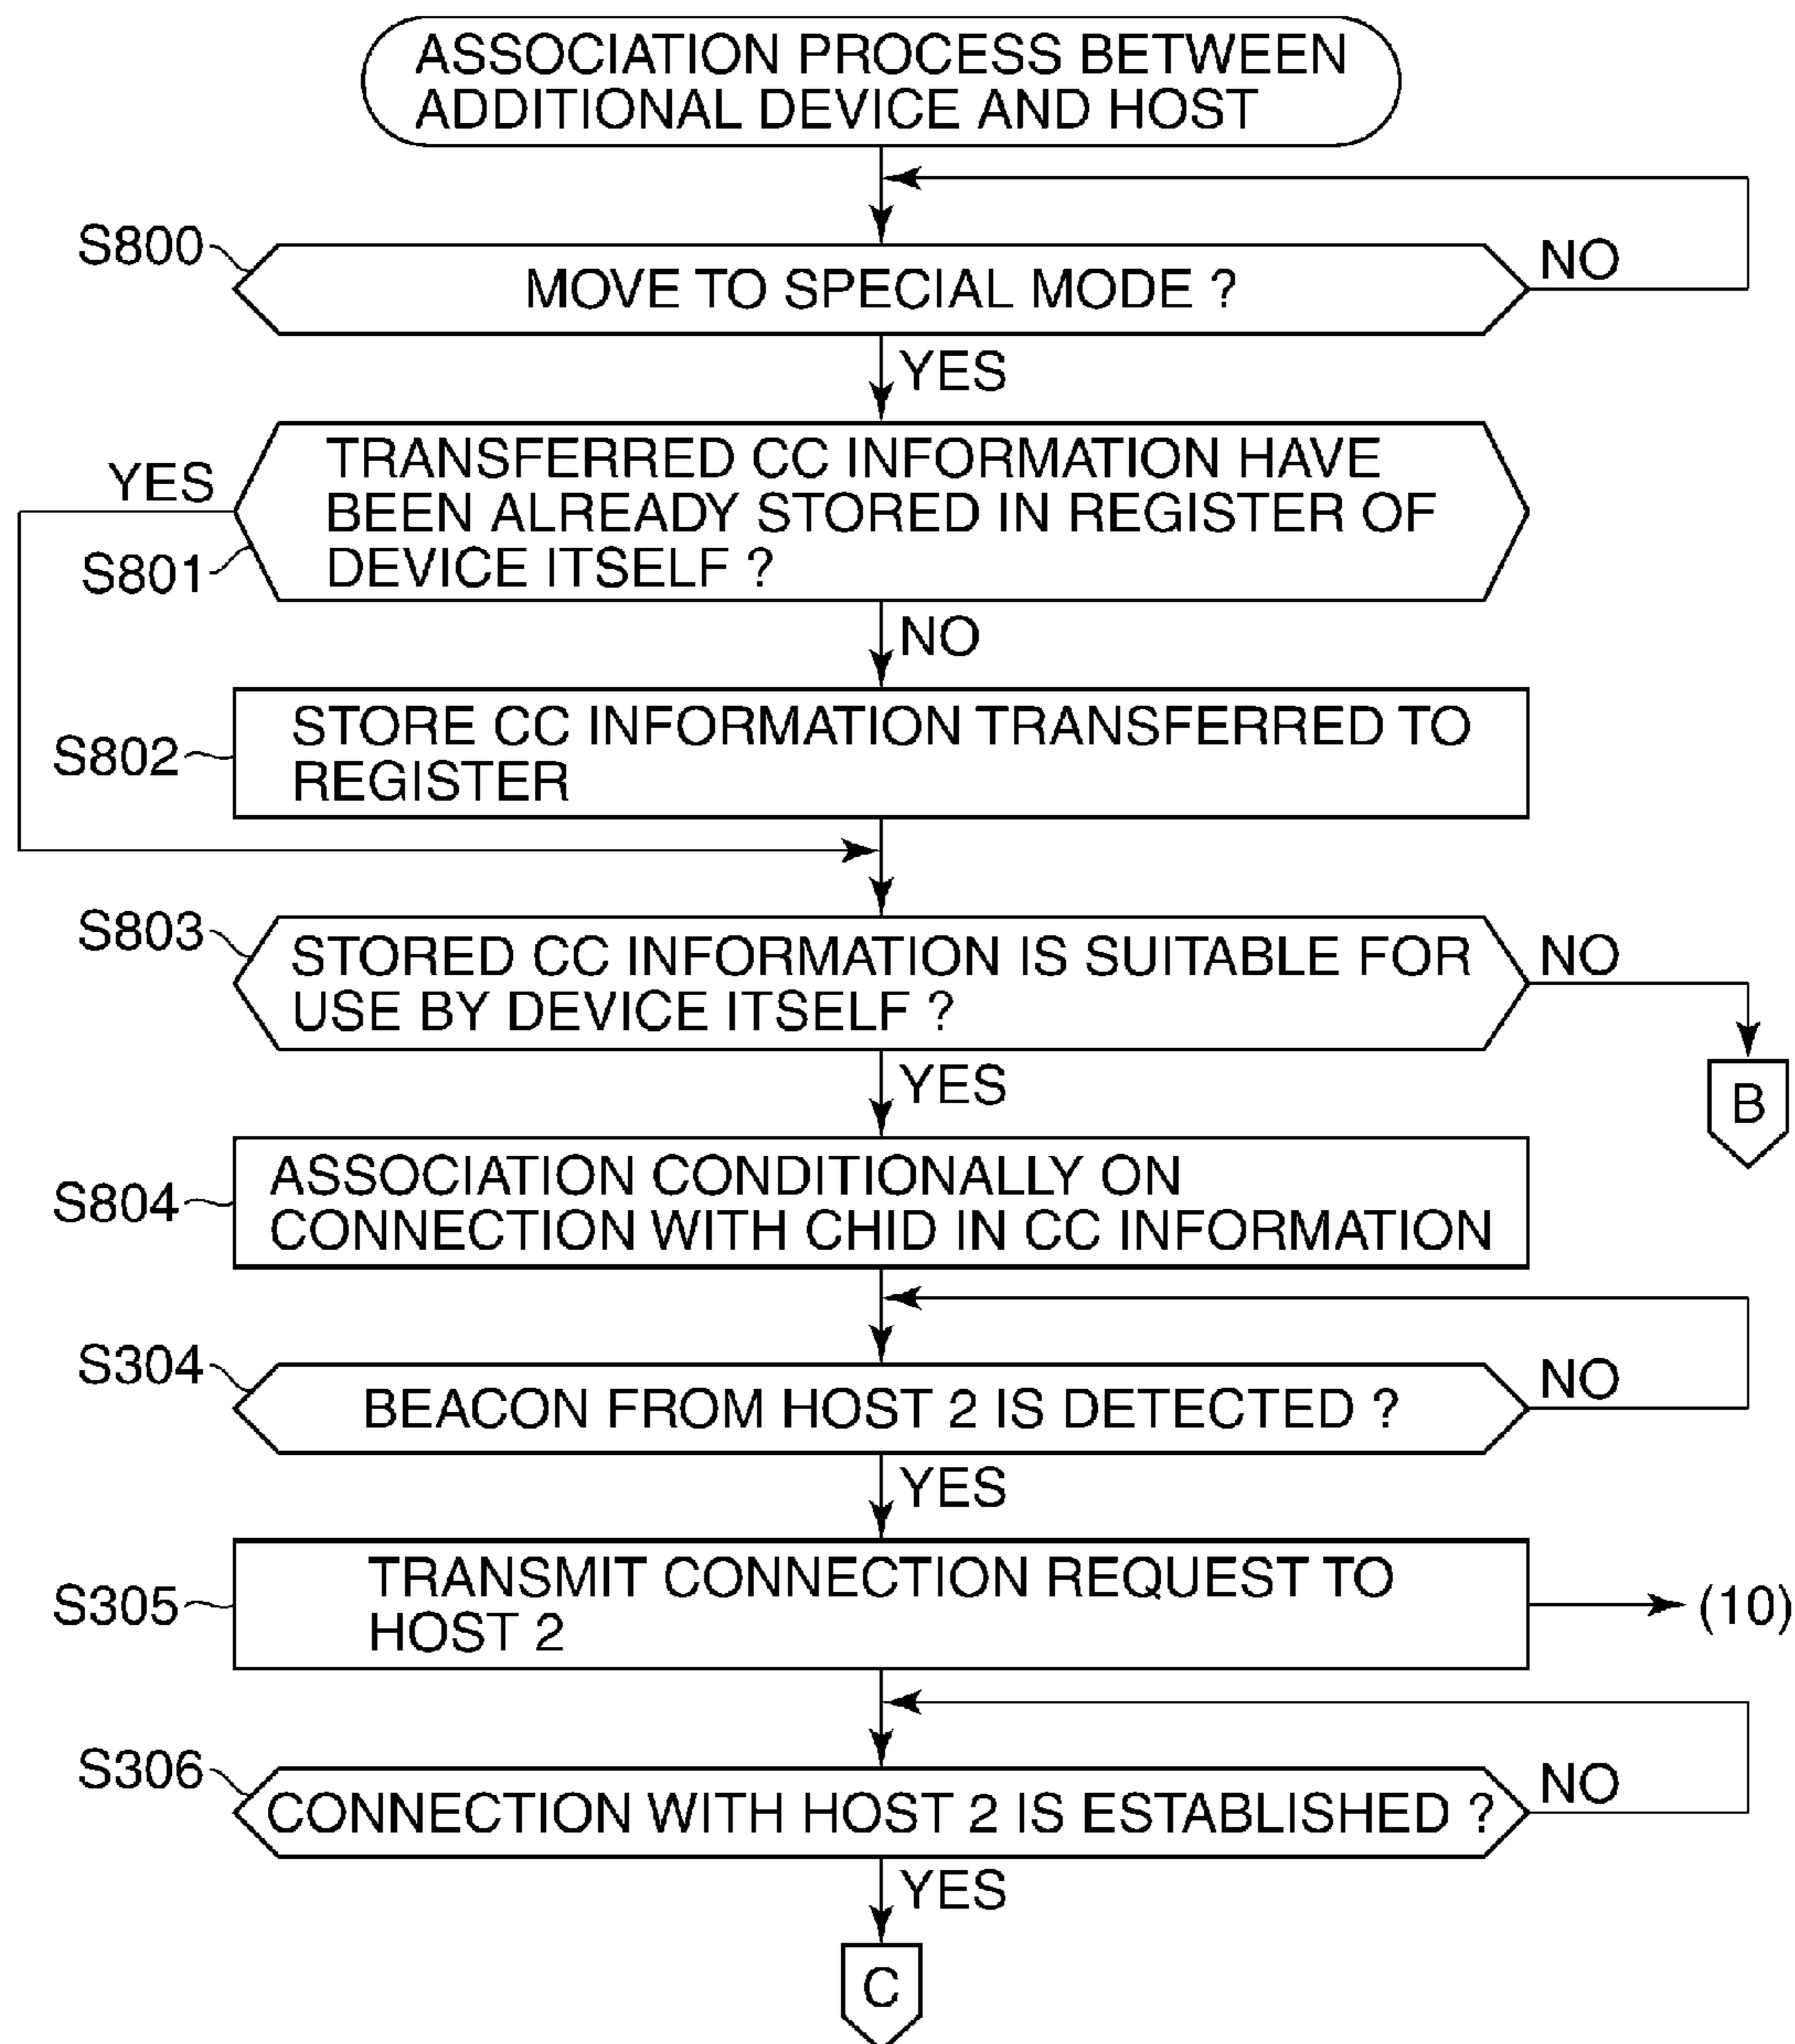 ASSOCIATION PROCESS BETWEEN
ADDITIONAL DEVICE AND HOST
S800
MOVE TO SPECIAL MODE ?
NO
YES
YES
TRANSFERRED CC INFORMATION HAVE
BEEN ALREADY STORED IN REGISTER OF
DEVICE ITSELF ?
S801
NO
S802
STORE CC INFORMATION TRANSFERRED TO
REGISTER
S803
STORED CC INFORMATION IS SUITABLE FOR
USE BY DEVICE ITSELF ?
NO
B
YES
S804
ASSOCIATION CONDITIONALLY ON
CONNECTION WITH CHID IN CC INFORMATION
S304
BEACON FROM HOST 2 IS DETECTED ?
NO
YES
S305
TRANSMIT CONNECTION REQUEST TO
HOST 2
(10)
S306
CONNECTION WITH HOST 2 IS ESTABLISHED ?
NO
YES
C